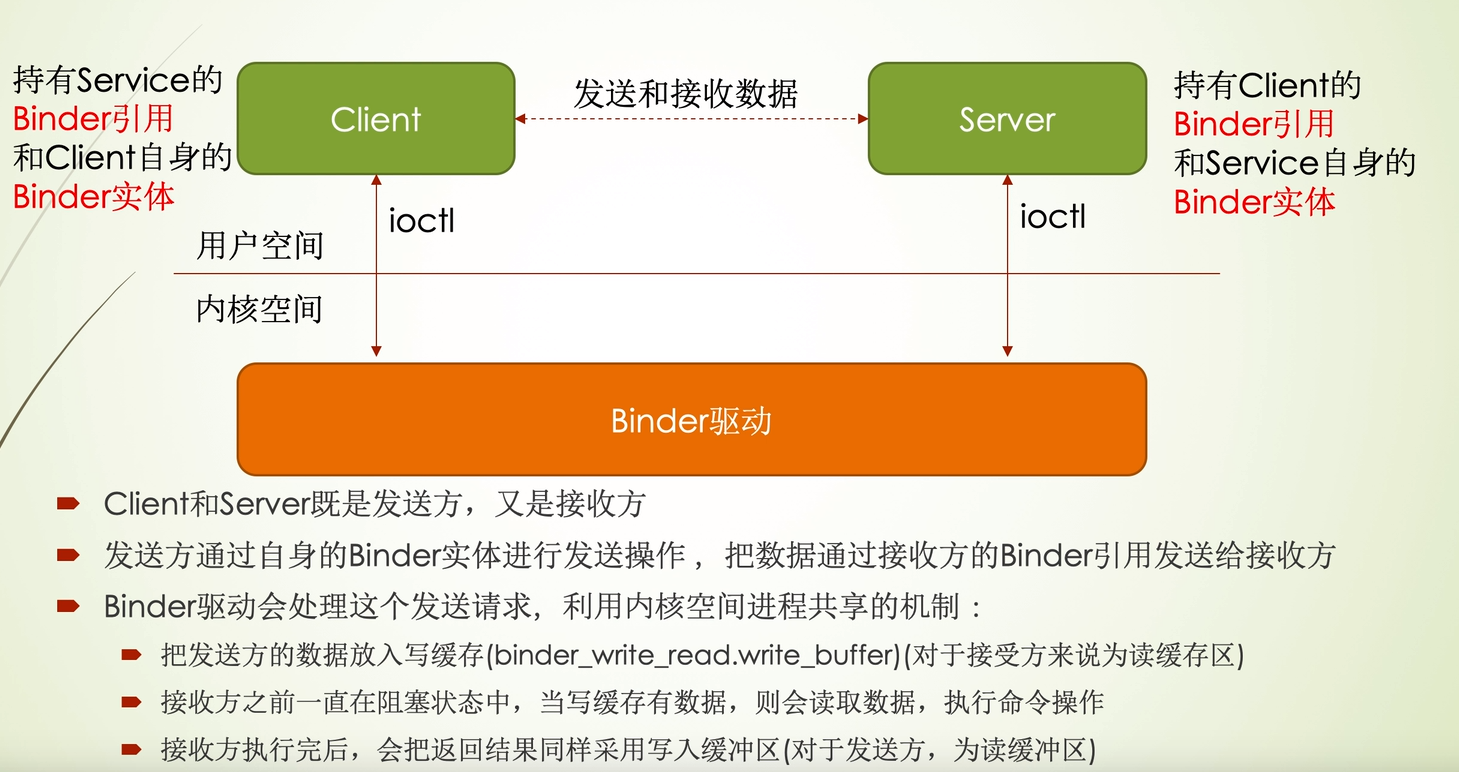 持有Service的
Binder引用
和Client自身的
Binder实体
Client
发送和接收数据
Server
持有Client的
Binder引用
和Service自身的
Binder实体
ioctl
ioctl
用户空间
内核空间
Binder驱动
Client和Server既是发送方，又是接收方
发送方通过自身的Binder实体进行发送操作 ，把数据通过接收方的Binder引用发送给接收方
Binder驱动会处理这个发送请求，利用内核空间进程共享的机制：
把发送方的数据放入写缓存(binder_write_read.write_buffer)(对于接受方来说为读缓存区)
接收方之前一直在阻塞状态中，当写缓存有数据，则会读取数据，执行命令操作
接收方执行完后，会把返回结果同样采用写入缓冲区(对于发送方，为读缓冲区)